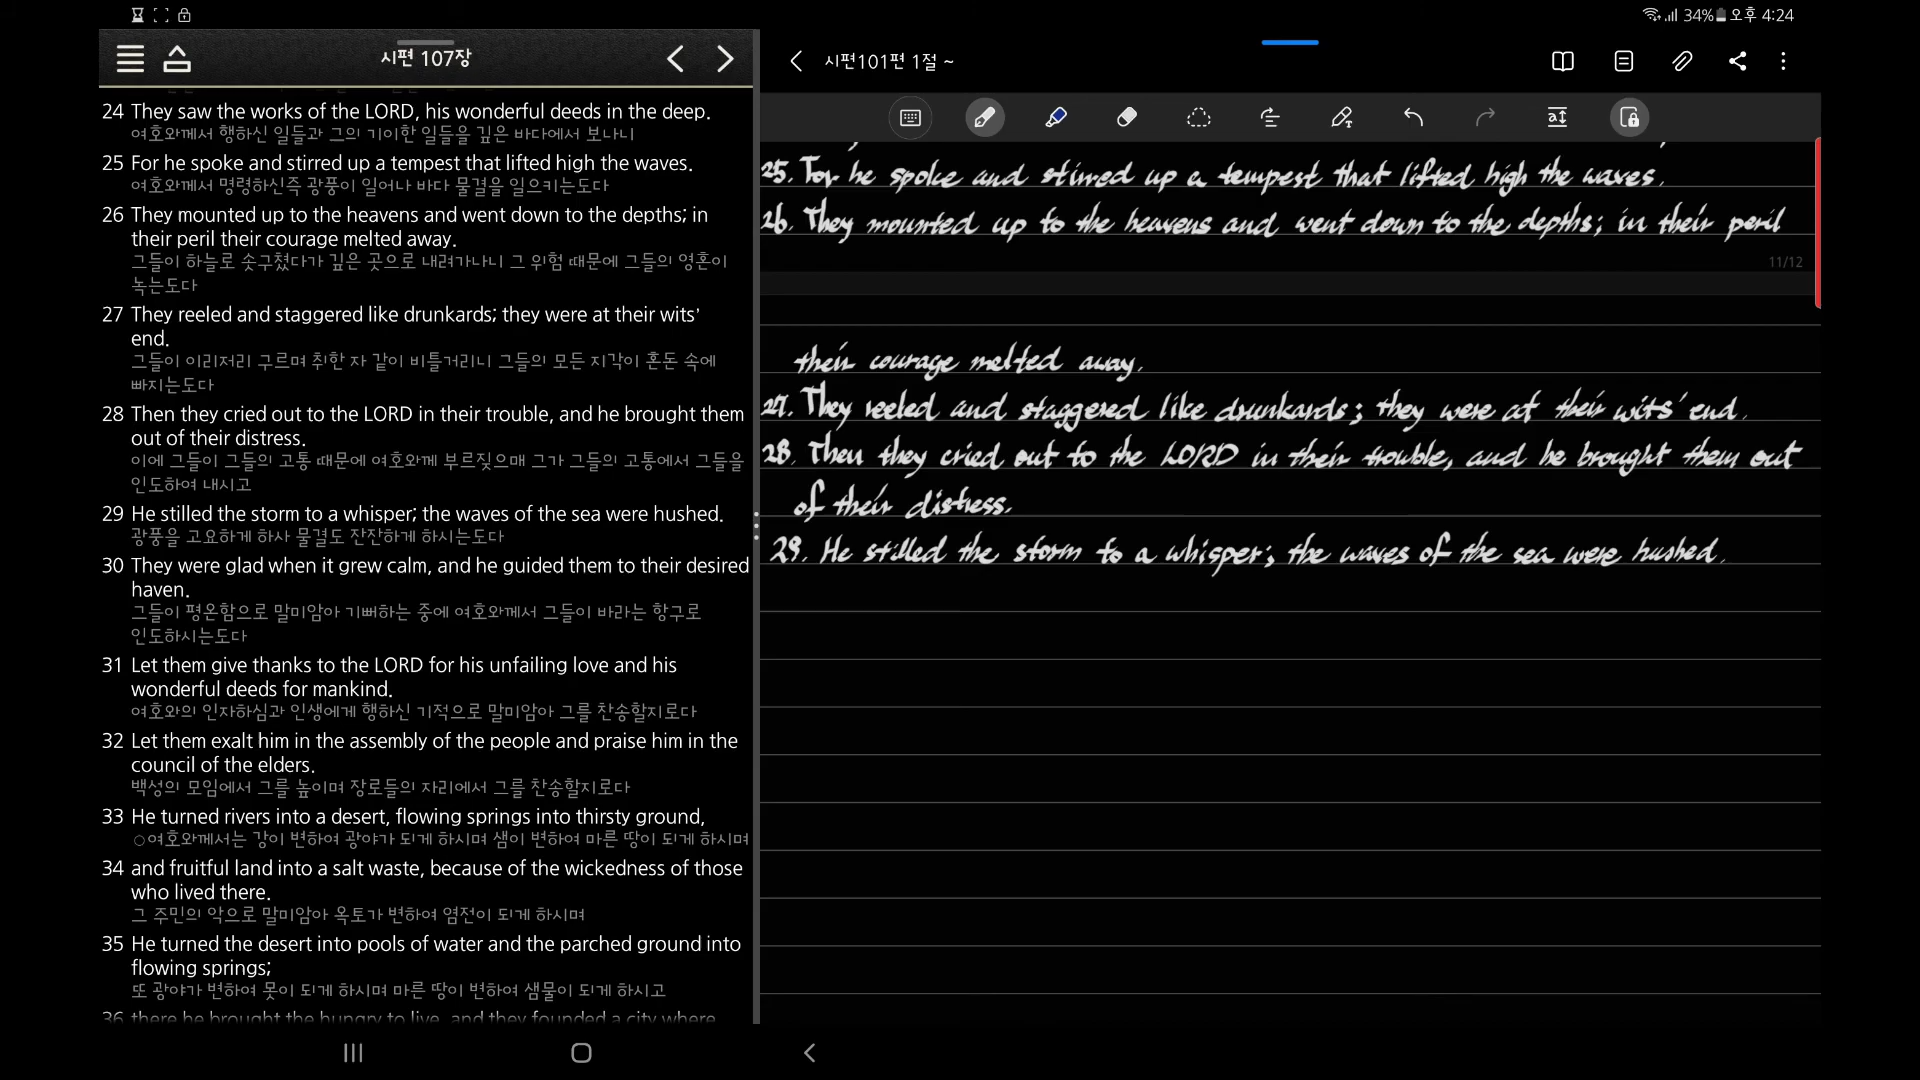 34% 오후 4:24
시편 107장
24 They saw the works of the LORD, his wonderful deeds in the deep.
여호와께서 행하신 일들과 그의 기이한 일들을 깊은 바다에서 보나니
25 For he spoke and stirred up a tempest that lifted high the waves.
여호와께서 명령하신즉 광풍이 일어나 바다 물결을 일으키는도다
26 They mounted up to the heavens and went down to the depths; in
their peril their courage melted away.
그들이 하늘로 솟구쳤다가 깊은 곳으로 내려가나니 그 위험 때문에 그들의 영혼이
녹는도다
27 They reeled and staggered like drunkards; they were at their wits'
end.
그들이 이리저리 구르며 취한 자 같이 비틀거리니 그들의 모든 지각이 혼돈 속에
빠지는도다
28 Then they cried out to the LORD in their trouble, and he brought them
out of their distress.
이에 그들이 그들의 고통 때문에 여호와께 부르짖으매 그가 그들의 고통에서 그들을
인도하여 내시고
29 He stilled the storm to a whisper; the waves of the sea were hushed.
광풍을 고요하게 하사 물결도 잔잔하게 하시는도다
30 They were glad when it grew calm, and he guided them to their desired
haven.
그들이 평온함으로 말미암아 기뻐하는 중에 여호와께서 그들이 바라는 항구로
인도하시는도다
31 Let them give thanks to the LORD for his unfailing love and his
wonderful deeds for mankind.
여호와의 인자하심과 인생에게 행하신 기적으로 말미암아 그를 찬송할지로다
32 Let them exalt him in the assembly of the people and praise him in the
council of the elders.
백성의 모임에서 그를 높이며 장로들의 자리에서 그를 찬송할지로다
33 He turned rivers into a desert, flowing springs into thirsty ground,
○여호와께서는 강이 변하여 광야가 되게 하시며 샘이 변하여 마른 땅이 되게 하시며
34 and fruitful land into a salt waste, because of the wickedness of those
who lived there.
그 주민의 악으로 말미암아 옥토가 변하여 염전이 되게 하시며
35 He turned the desert into pools of water and the parched ground into
flowing springs;
또 광야가 변하여 못이 되게 하시며 마른 땅이 변하여 샘물이 되게 하시고
36 there he brought the hungry to live, and they founded a city where
시편101편 1절 ~
25. For he spoke and stirred up a tempest that lifted high the waves.
26. They mounted up to the heavens and went down to the depths; in their peril
11/12
their courage melted away.
27. They reeled and staggered like drunkards; they were at their wits' end.
28. Then they cried out to the LORD in their trouble, and he brought them out
of their distress.
29. He stilled the storm to a whisper; the waves of the sea were hushed.